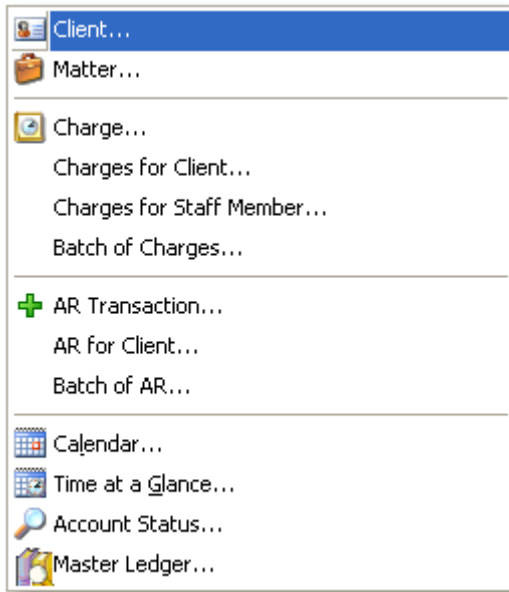 Client...
Matter...
Charge...
Charges for Client...
Charges for Staff Member...
Batch of Charges...
AR Transaction...
AR for Client...
Batch of AR...
Calendar...
Time at a Glance...
Account Status...
Master Ledger...